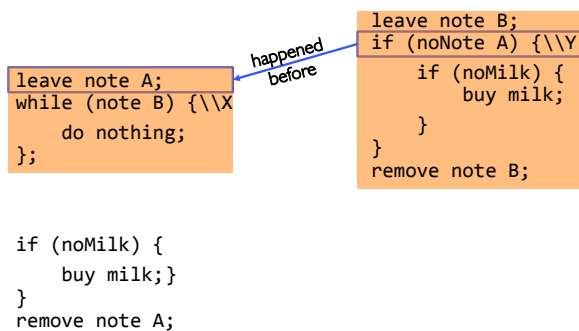 leave note A;
while (note B) {\\X
do nothing;
};
if (noMilk) {
buy milk;}
}
remove note A;
happened
before
leave note B;
if (noNote A) {\\Y
if (noMilk) {
buy milk;
}
}
remove note B;